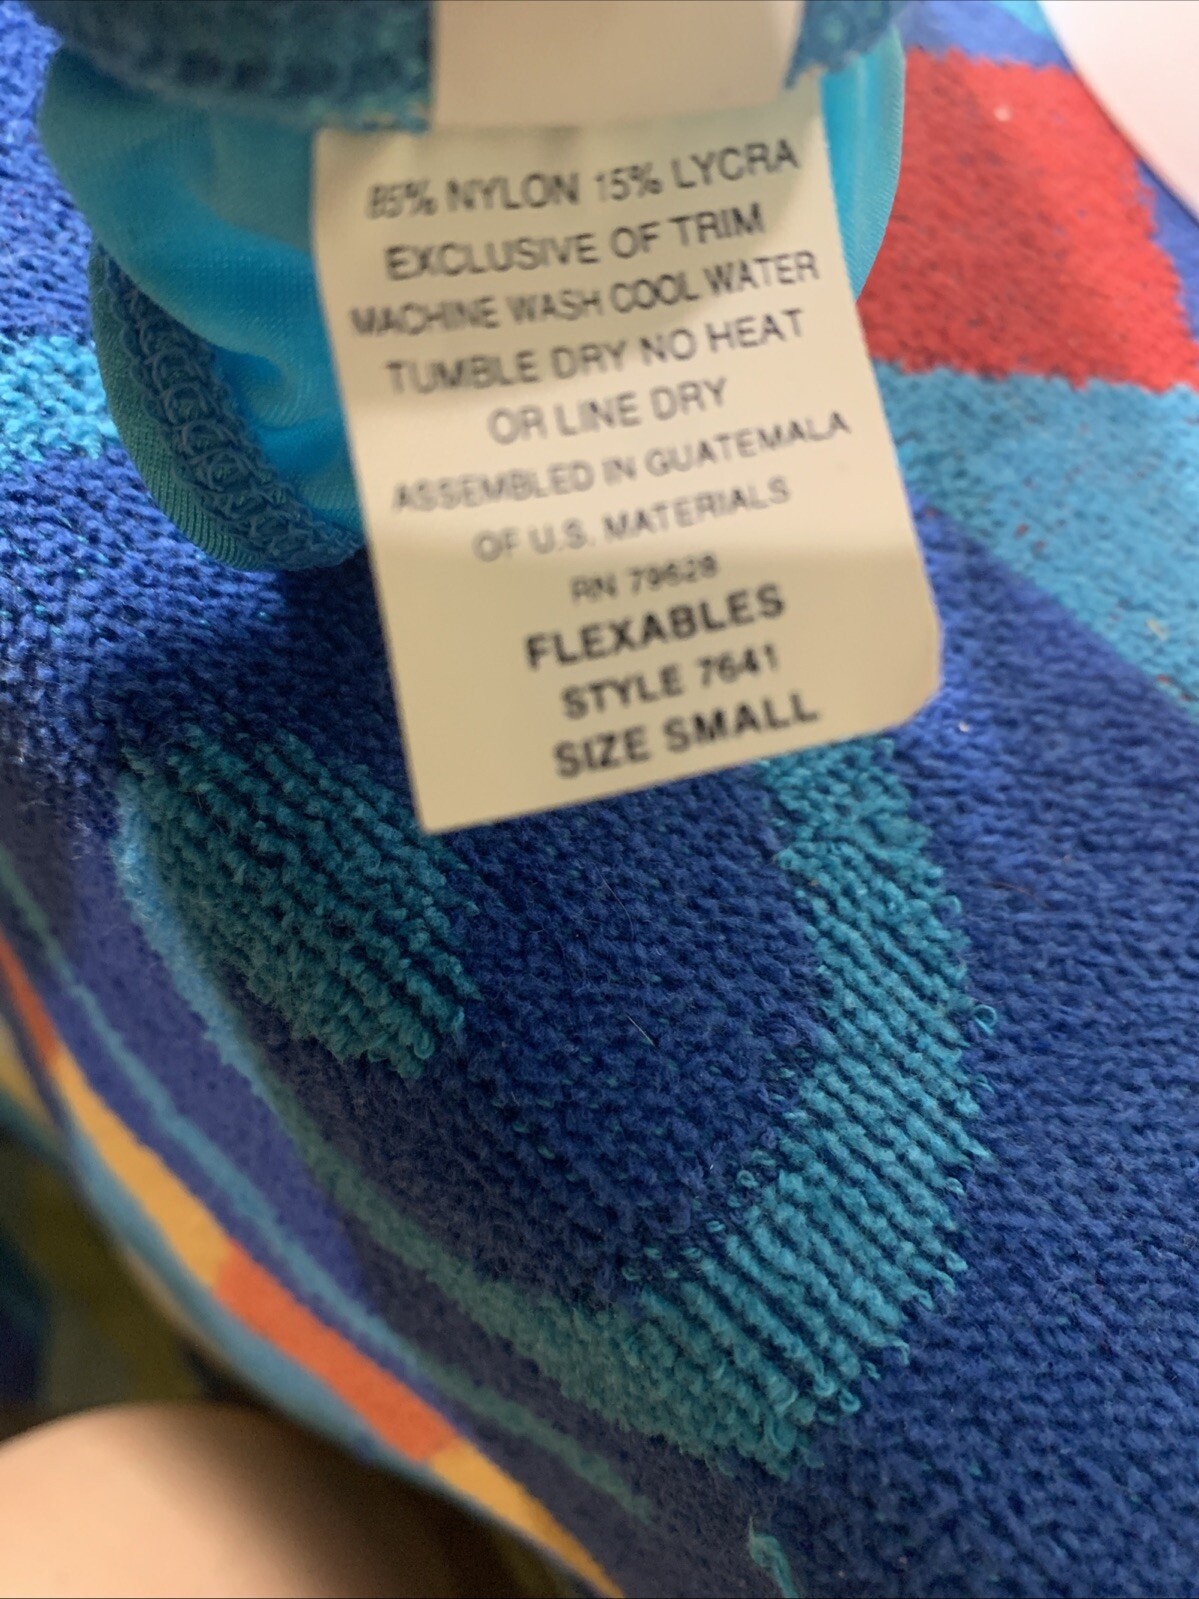 85% NYLON 15% LYCRA
EXCLUSIVE OF TRIM
MACHINE WASH COOL WATER
TUMBLE DRY NO HEAT
OR LINE DRY
ASSEMBLED IN GUATEMALA
OF U.S. MATERIALS
RN 79628
FLEXABLES
STYLE 7641
SIZE SMALL